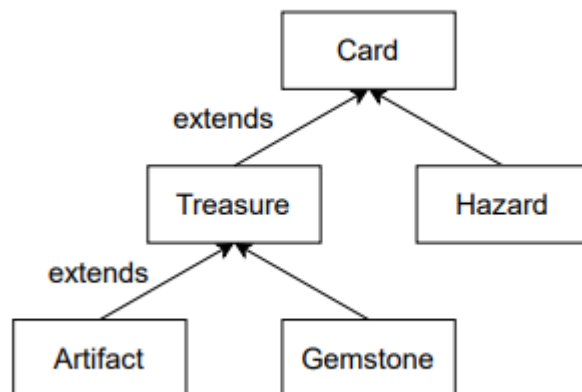 Card
extends
Treasure
Hazard
extends
Artifact
Gemstone